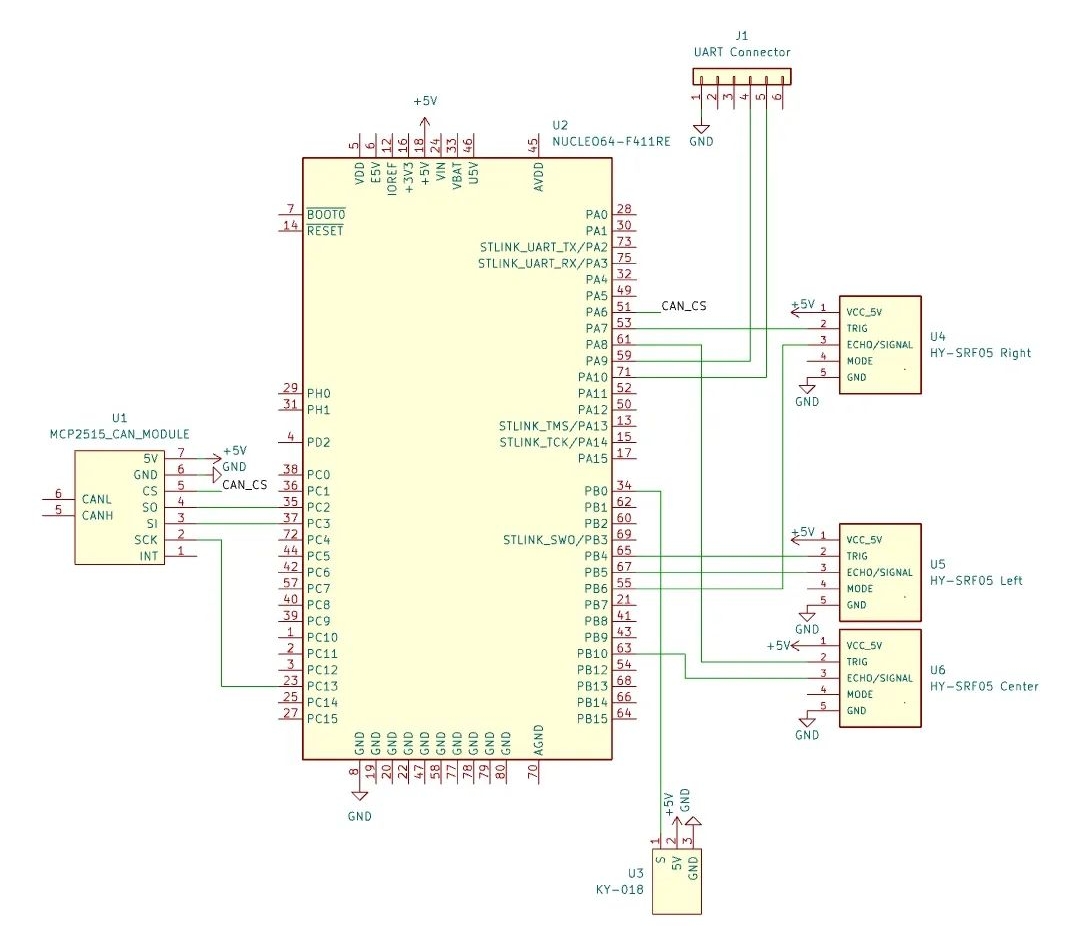 J1
UART Connector
1 2 3 4 5 6
GND
+5V
U2
NUCLEO64-F411RE
5 6 12 16 18 24 33 46 45
VDD E5V IOREF +3V3 +5V VIN VBAT U5V AVDD
7 BOOT0
14 RESET
29 PH0
31 PH1
4 PD2
38 PC0
36 PC1
35 PC2
37 PC3
72 PC4
44 PC5
42 PC6
57 PC7
40 PC8
39 PC9
1 PC10
2 PC11
3 PC12
23 PC13
25 PC14
27 PC15
PA0 28
PA1 30
STLINK_UART_TX/PA2 73
STLINK_UART_RX/PA3 75
PA4 32
PA5 49
PA6 51 CAN_CS
PA7 53
PA8 61
PA9 59
PA10 71
PA11 52
PA12 50
STLINK_TMS/PA13 13
STLINK_TCK/PA14 15
PA15 17
PB0 34
PB1 62
PB2 60
STLINK_SWO/PB3 69
PB4 65
PB5 67
PB6 55
PB7 21
PB8 41
PB9 43
PB10 63
PB12 54
PB13 68
PB14 66
PB15 64
GND GND GND GND GND GND GND GND GND GND AGND
8 19 20 22 47 58 77 78 79 80 70
GND
U1
MCP2515_CAN_MODULE
5V 7 +5V
GND 6 GND
CS 5 CAN_CS
SO 4
SI 3
SCK 2
INT 1
6 CANL
5 CANH
+5V 1 VCC_5V
2 TRIG
3 ECHO/SIGNAL
4 MODE
5 GND
GND
U4
HY-SRF05 Right
+5V 1 VCC_5V
2 TRIG
3 ECHO/SIGNAL
4 MODE
5 GND
GND
U5
HY-SRF05 Left
+5V 1 VCC_5V
2 TRIG
3 ECHO/SIGNAL
4 MODE
5 GND
GND
U6
HY-SRF05 Center
+5V GND
1 2 3
S 5V GND
U3
KY-018